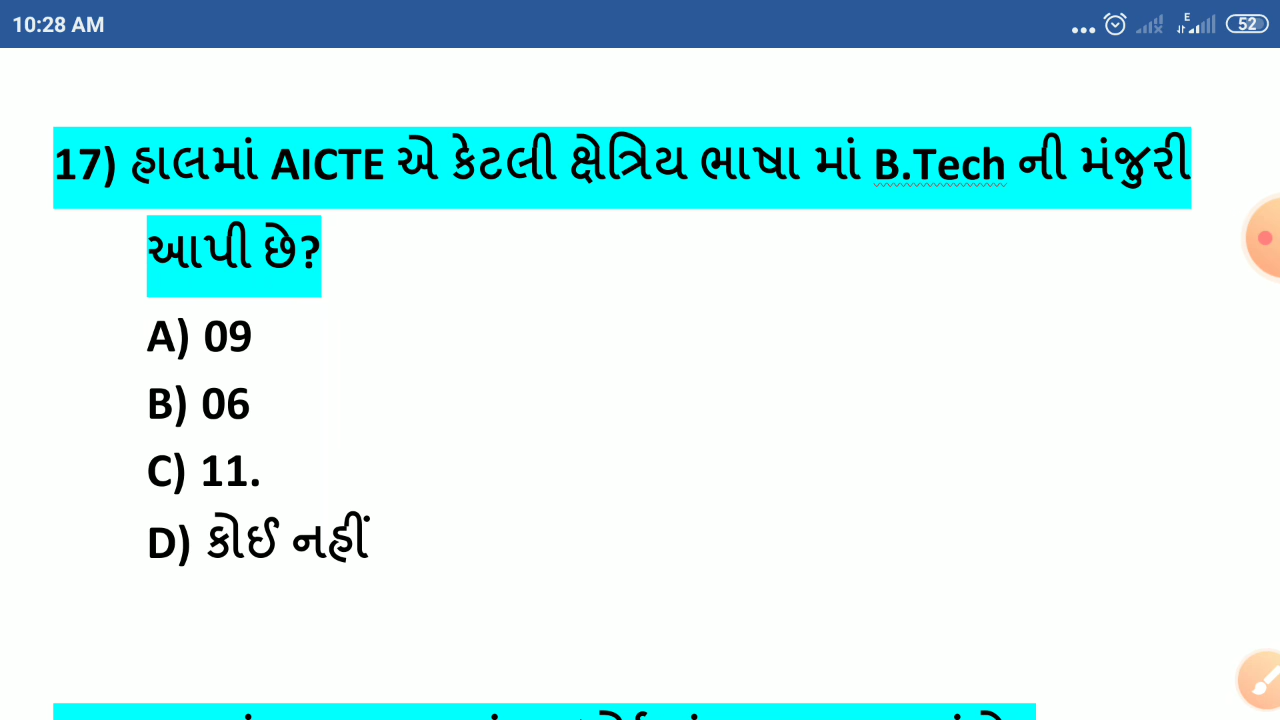 10:28 AM
52
17) હાલમાં AICTE એ કેટલી ક્ષેત્રિય ભાષા માં B.Tech ની મંજુરી
આપી છે?
A) 09
B) 06
C) 11.
D) કોઈ નહીં